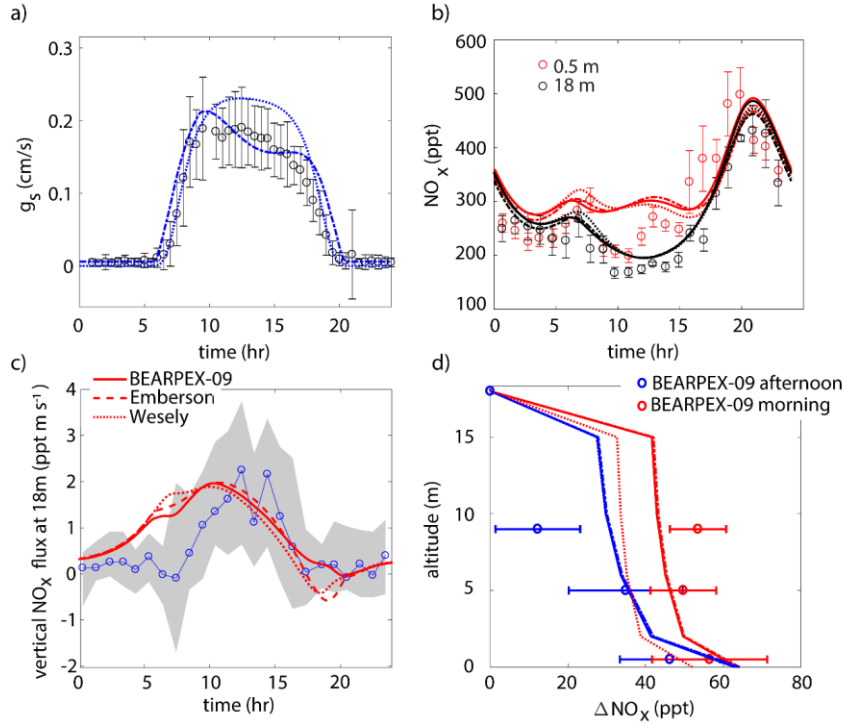 a)
0.3
0.2
0.1
0
g_s (cm/s)
0 5 10 15 20
time (hr)
b)
600
500
400
300
200
100
NO_x (ppt)
0.5 m
18 m
0 5 10 15 20
time (hr)
c)
BEARPEX-09
Emberson
Wesely
4
3
2
1
0
-1
-2
vertical NO_x flux at 18m (ppt m s⁻¹)
0 5 10 15 20
time (hr)
d)
BEARPEX-09 afternoon
BEARPEX-09 morning
15
10
5
0
altitude (m)
0 20 40 60 80
ΔNO_x (ppt)